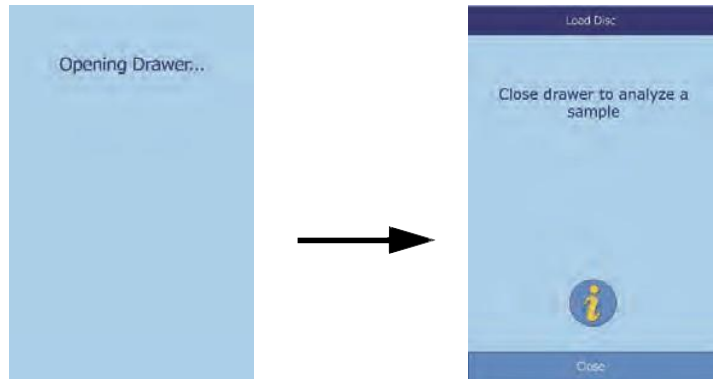 Opening Drawer...
Load Disc
Close drawer to analyze a
sample
Close